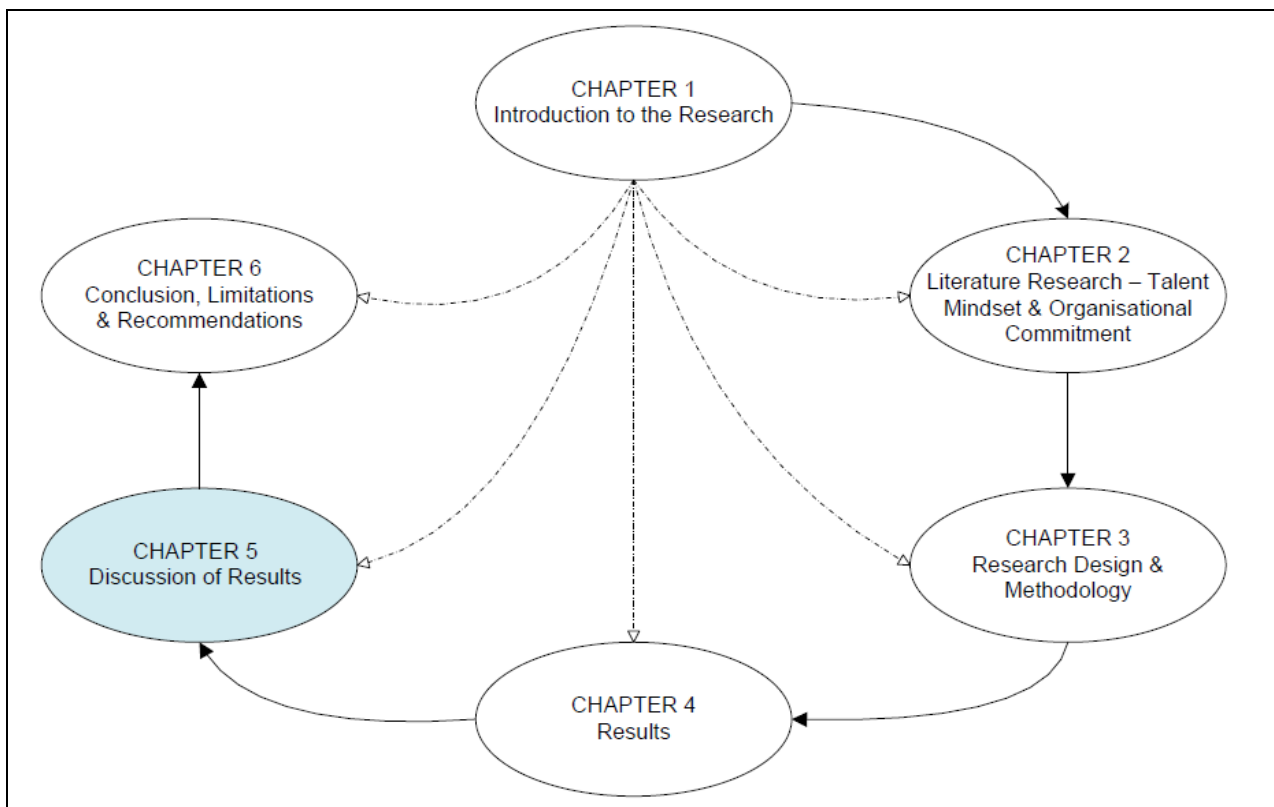 CHAPTER 1
Introduction to the Research
CHAPTER 2
Literature Research – Talent
Mindset & Organisational
Commitment
CHAPTER 3
Research Design &
Methodology
CHAPTER 4
Results
CHAPTER 5
Discussion of Results
CHAPTER 6
Conclusion, Limitations
& Recommendations